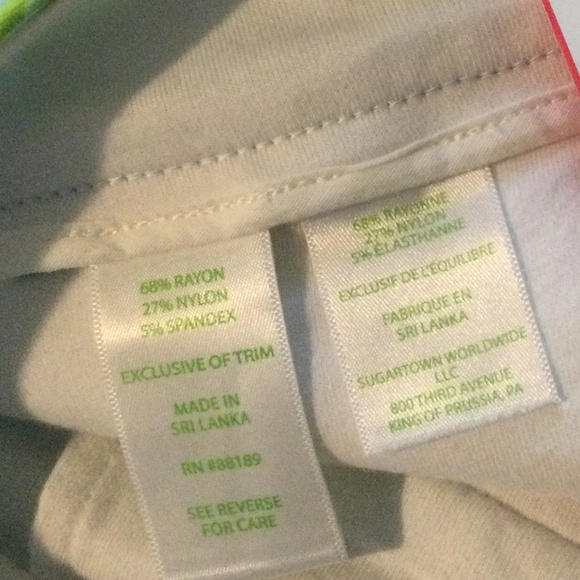 68% RAYON
27% NYLON
5% SPANDEX
EXCLUSIVE OF TRIM
MADE IN
SRI LANKA
RN #88189
SEE REVERSE
FOR CARE
68% RAYONNE
27% NYLON
5% ÉLASTHANNE
EXCLUSIF DE L'ÉQUILIBRE
FABRIQUE EN
SRI LANKA
SUGARTOWN WORLDWIDE
LLC
800 THIRD AVENUE
KING OF PRUSSIA, PA